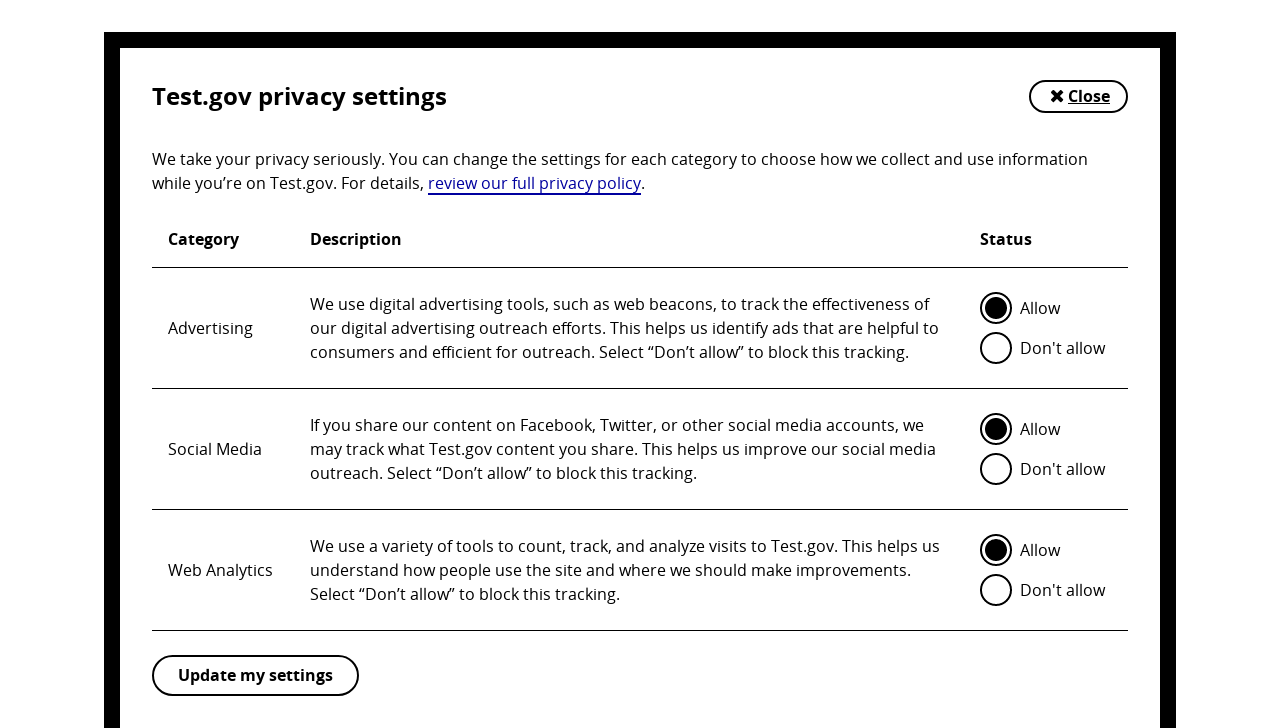 Test.gov privacy settings
Close
We take your privacy seriously. You can change the settings for each category to choose how we collect and use information
while you’re on Test.gov. For details, review our full privacy policy.
Category Description Status
Advertising
We use digital advertising tools, such as web beacons, to track the effectiveness of
our digital advertising outreach efforts. This helps us identify ads that are helpful to
consumers and efficient for outreach. Select “Don’t allow” to block this tracking.
Allow
Don't allow
Social Media
If you share our content on Facebook, Twitter, or other social media accounts, we
may track what Test.gov content you share. This helps us improve our social media
outreach. Select “Don’t allow” to block this tracking.
Allow
Don't allow
Web Analytics
We use a variety of tools to count, track, and analyze visits to Test.gov. This helps us
understand how people use the site and where we should make improvements.
Select “Don’t allow” to block this tracking.
Allow
Don't allow
Update my settings